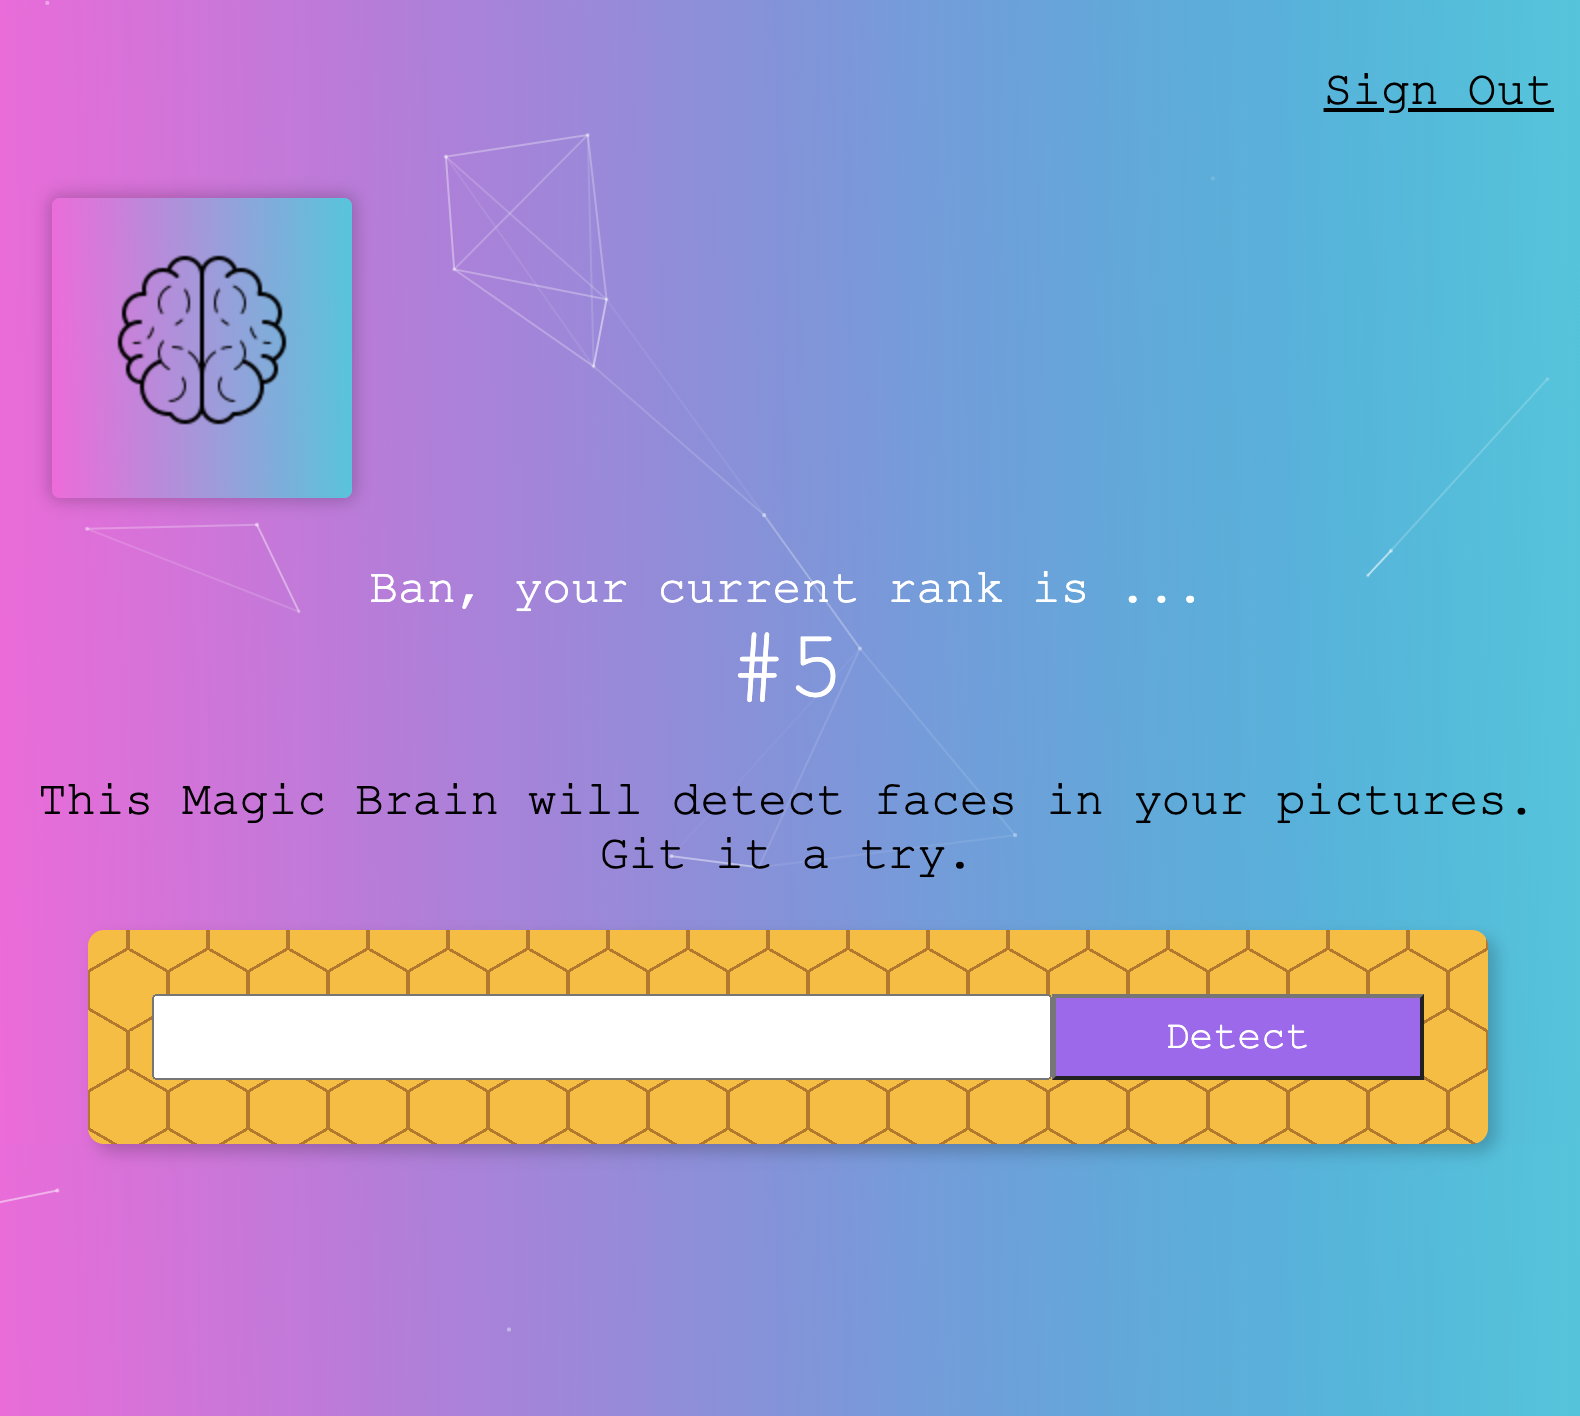 Sign Out
Ban, your current rank is ...
#5
This Magic Brain will detect faces in your pictures.
Git it a try.
Detect